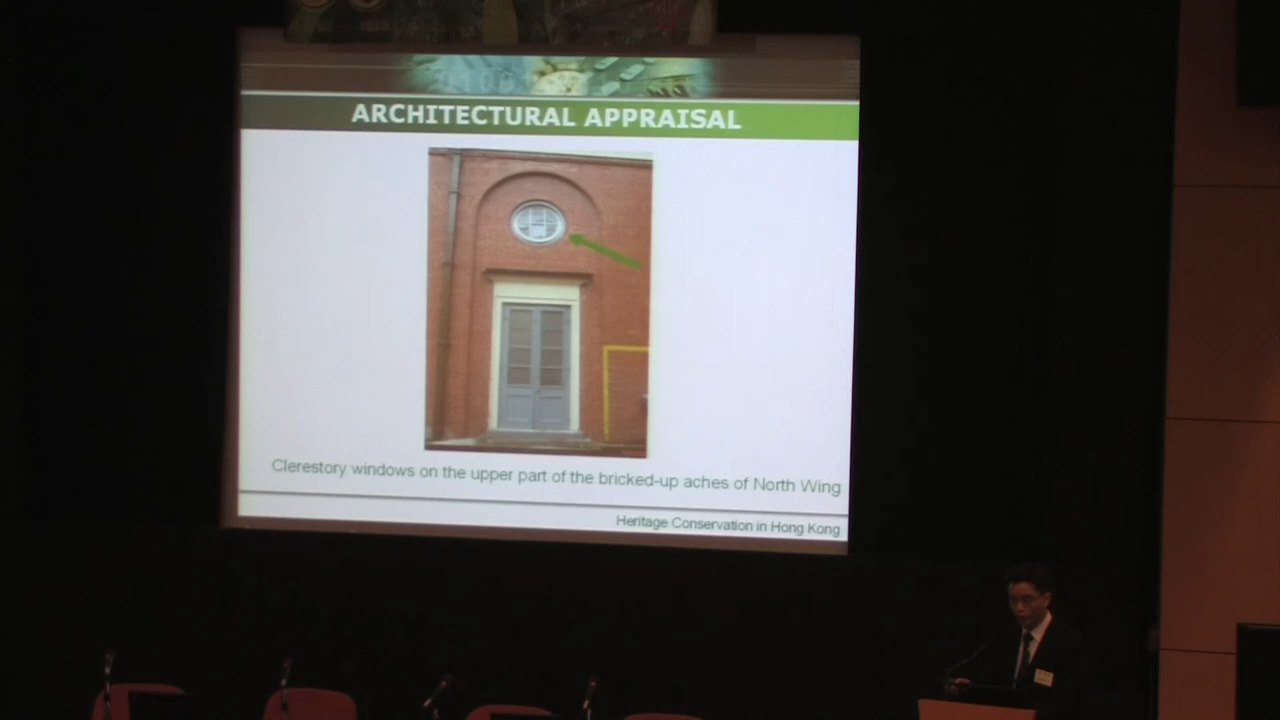 ARCHITECTURAL APPRAISAL
Clerestory windows on the upper part of the bricked-up aches of North Wing
Heritage Conservation in Hong Kong